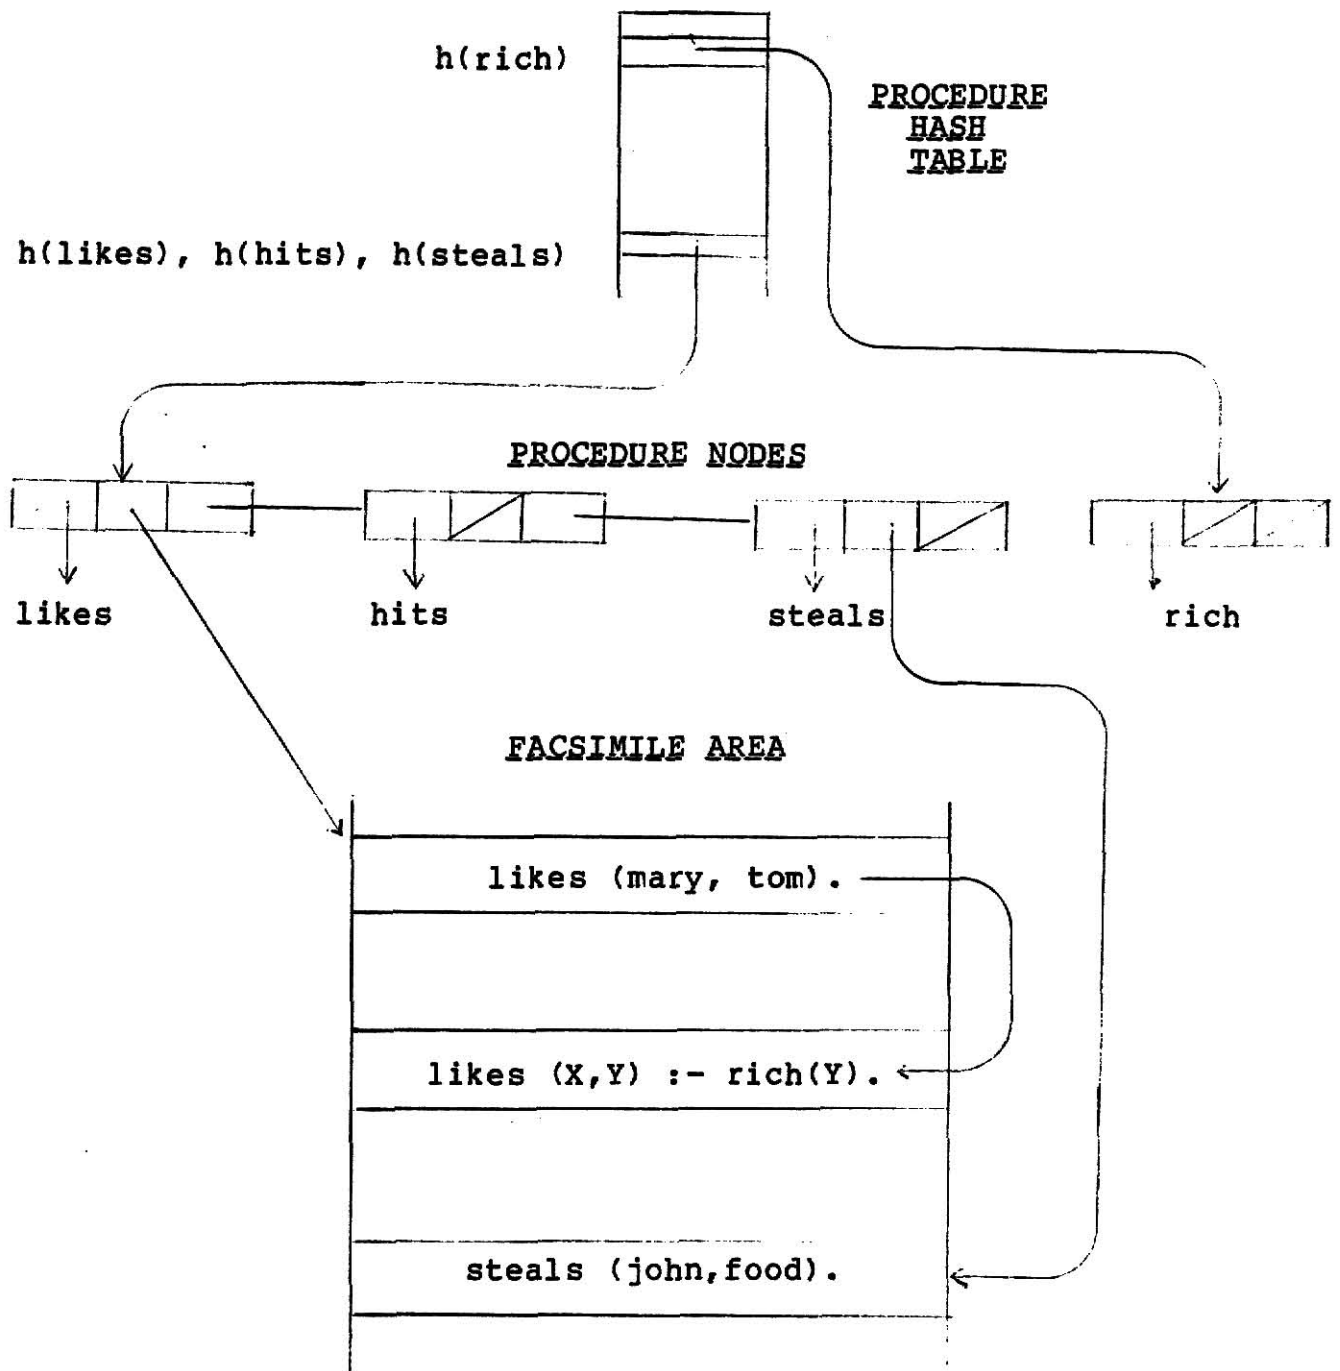 h(rich)
PROCEDURE
HASH
TABLE
h(likes), h(hits), h(steals)
PROCEDURE NODES
likes
hits
steals
rich
FACSIMILE AREA
likes (mary, tom).
likes (X,Y) :- rich(Y).
steals (john,food).